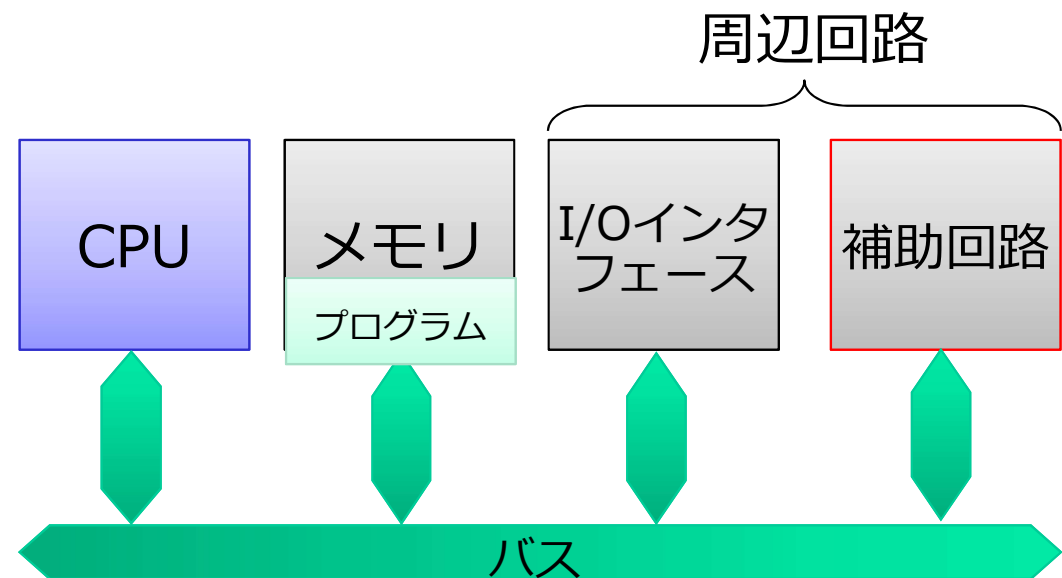 周辺回路
CPU
メモリ
プログラム
I/Oインタ
フェース
補助回路
バス